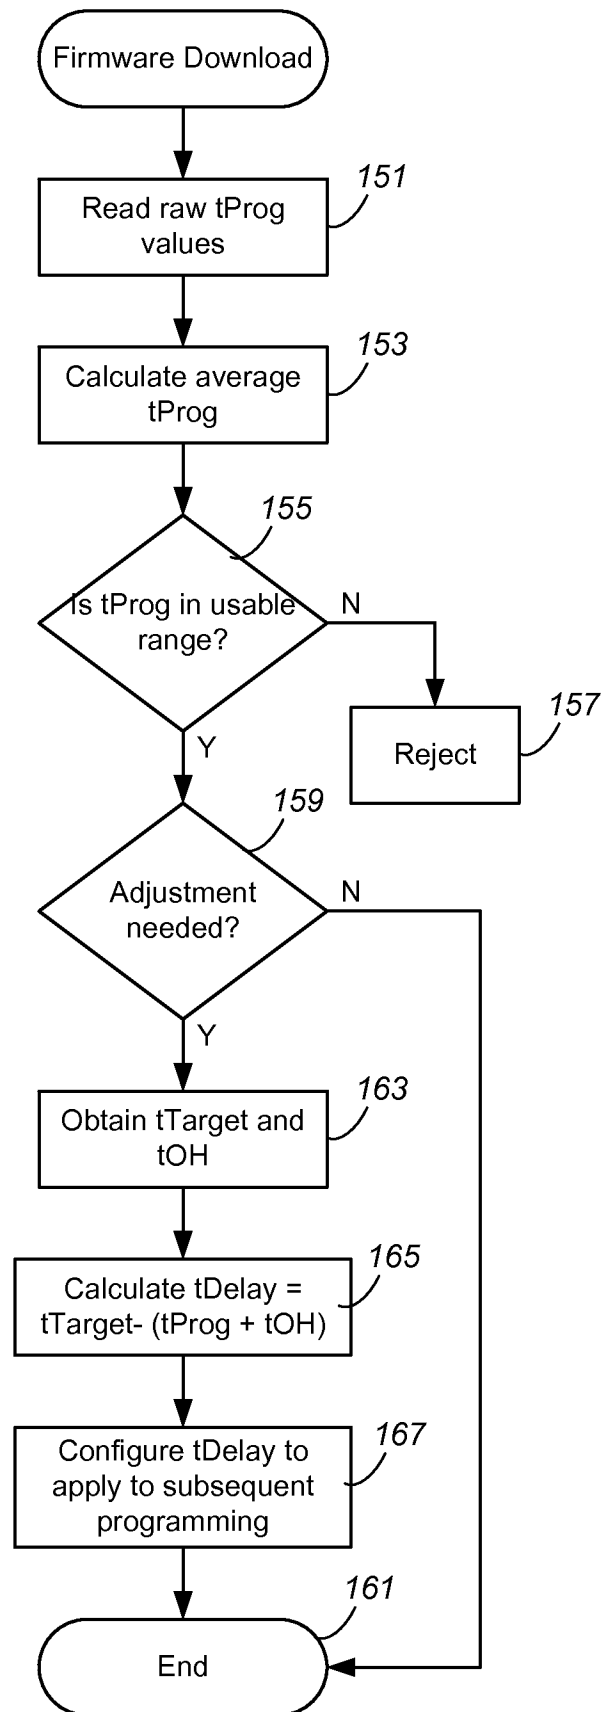 Firmware Download
151
Read raw tProg
values
153
Calculate average
tProg
155
Is tProg in usable
range?
N
157
Reject
Y
159
Adjustment
needed?
N
Y
163
Obtain tTarget and
tOH
165
Calculate tDelay =
tTarget- (tProg + tOH)
167
Configure tDelay to
apply to subsequent
programming
161
End